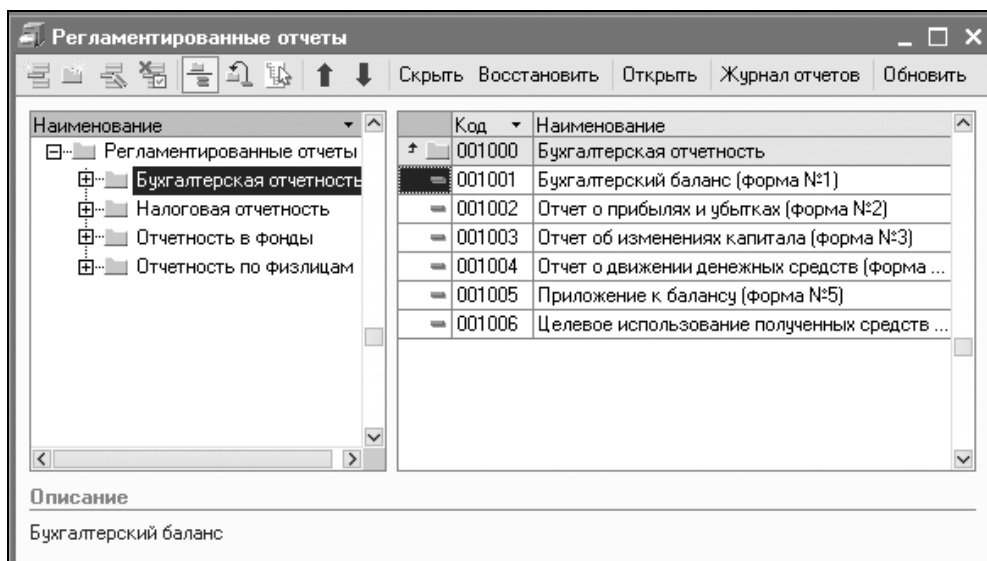 Регламентированные отчеты
Скрыть Восстановить Открыть Журнал отчетов Обновить
Наименование
Регламентированные отчеты
Бухгалтерская отчетность
Налоговая отчетность
Отчетность в фонды
Отчетность по физлицам
Код Наименование
001000 Бухгалтерская отчетность
001001 Бухгалтерский баланс (форма №1)
001002 Отчет о прибылях и убытках (форма №2)
001003 Отчет об изменениях капитала (форма №3)
001004 Отчет о движении денежных средств (форма ...
001005 Приложение к балансу (форма №5)
001006 Целевое использование полученных средств ...
Описание
Бухгалтерский баланс